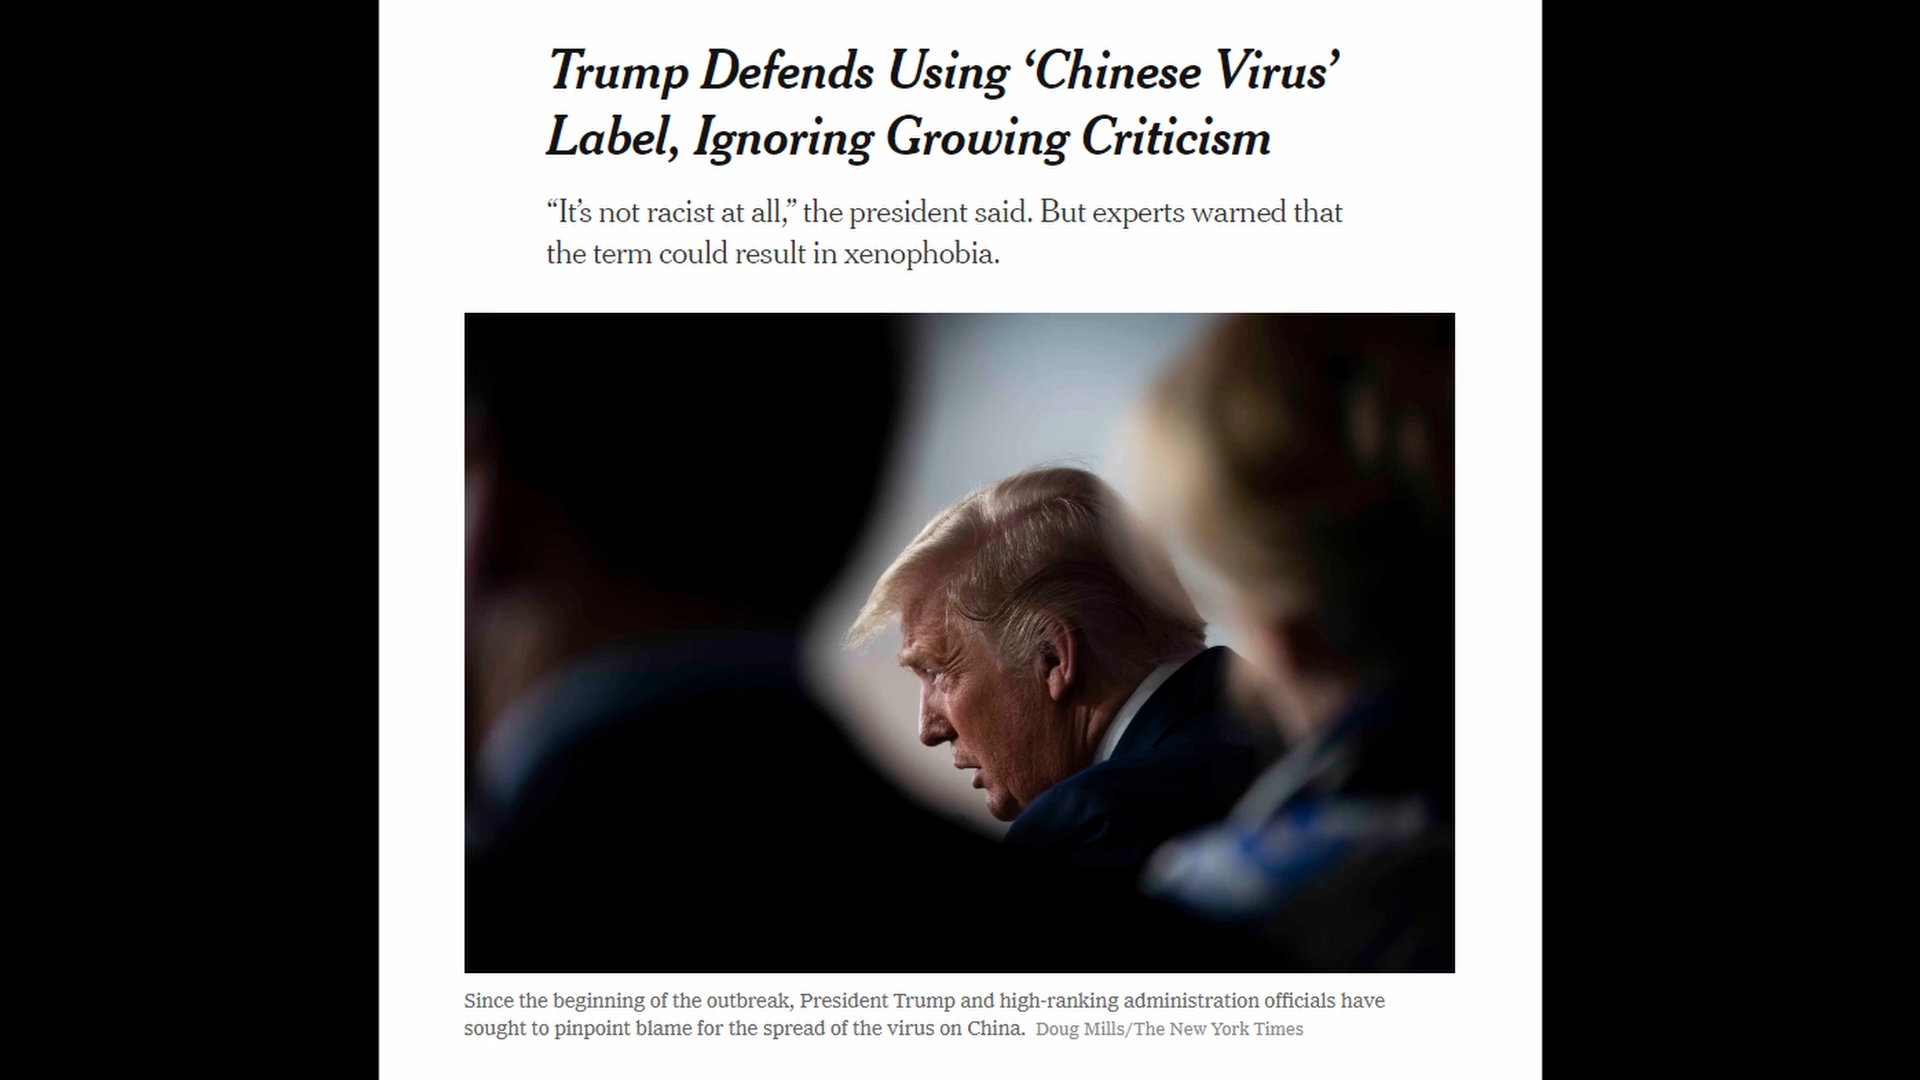 Trump Defends Using ‘Chinese Virus’
Label, Ignoring Growing Criticism
“It’s not racist at all,” the president said. But experts warned that
the term could result in xenophobia.
Since the beginning of the outbreak, President Trump and high-ranking administration officials have
sought to pinpoint blame for the spread of the virus on China. Doug Mills/The New York Times